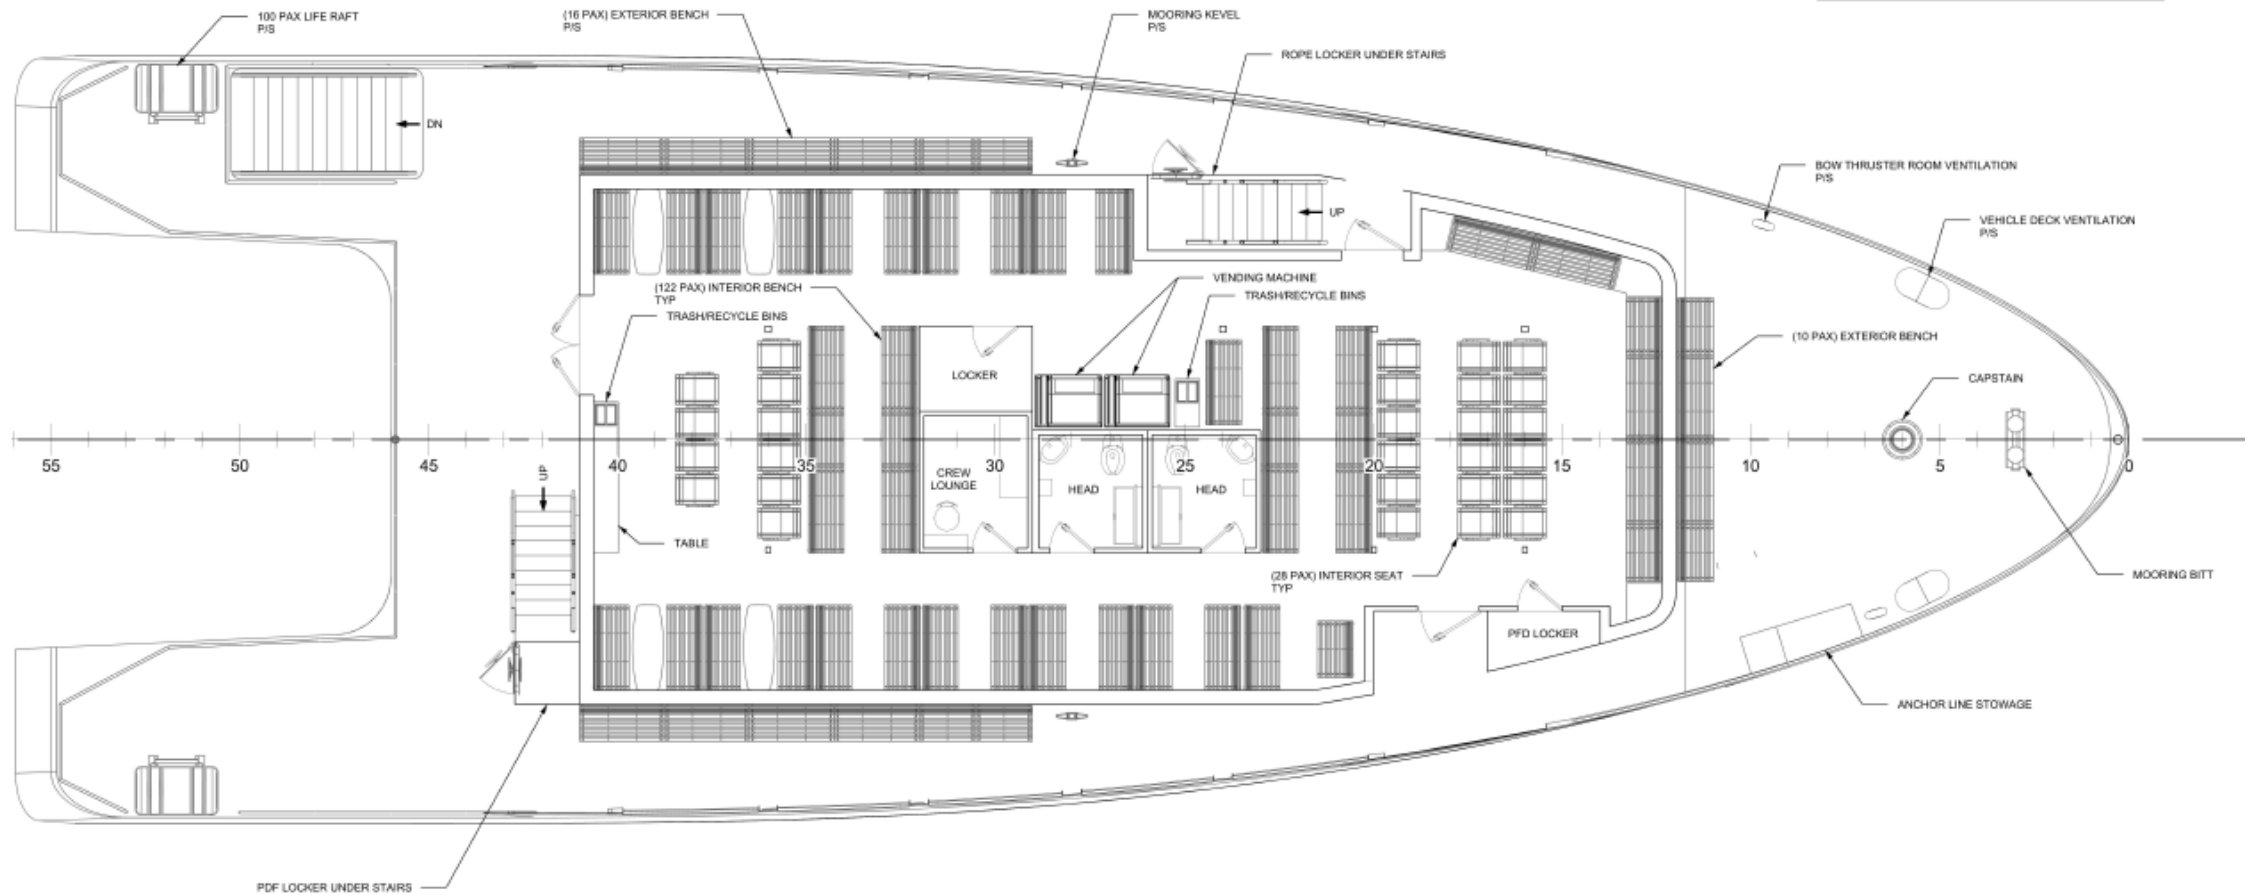 100 PAX LIFE RAFT
P/S
(16 PAX) EXTERIOR BENCH
P/S
MOORING KEVEL
P/S
ROPE LOCKER UNDER STAIRS
DN
UP
BOW THRUSTER ROOM VENTILATION
P/S
VEHICLE DECK VENTILATION
P/S
VENDING MACHINE
(122 PAX) INTERIOR BENCH
TYP
TRASH/RECYCLE BINS
TRASH/RECYCLE BINS
(10 PAX) EXTERIOR BENCH
LOCKER
CAPSTAIN
55
50
45
40
35
30
25
20
15
10
5
0
UP
CREW
LOUNGE
HEAD
HEAD
TABLE
(28 PAX) INTERIOR SEAT
TYP
MOORING BITT
PFD LOCKER
ANCHOR LINE STOWAGE
PDF LOCKER UNDER STAIRS